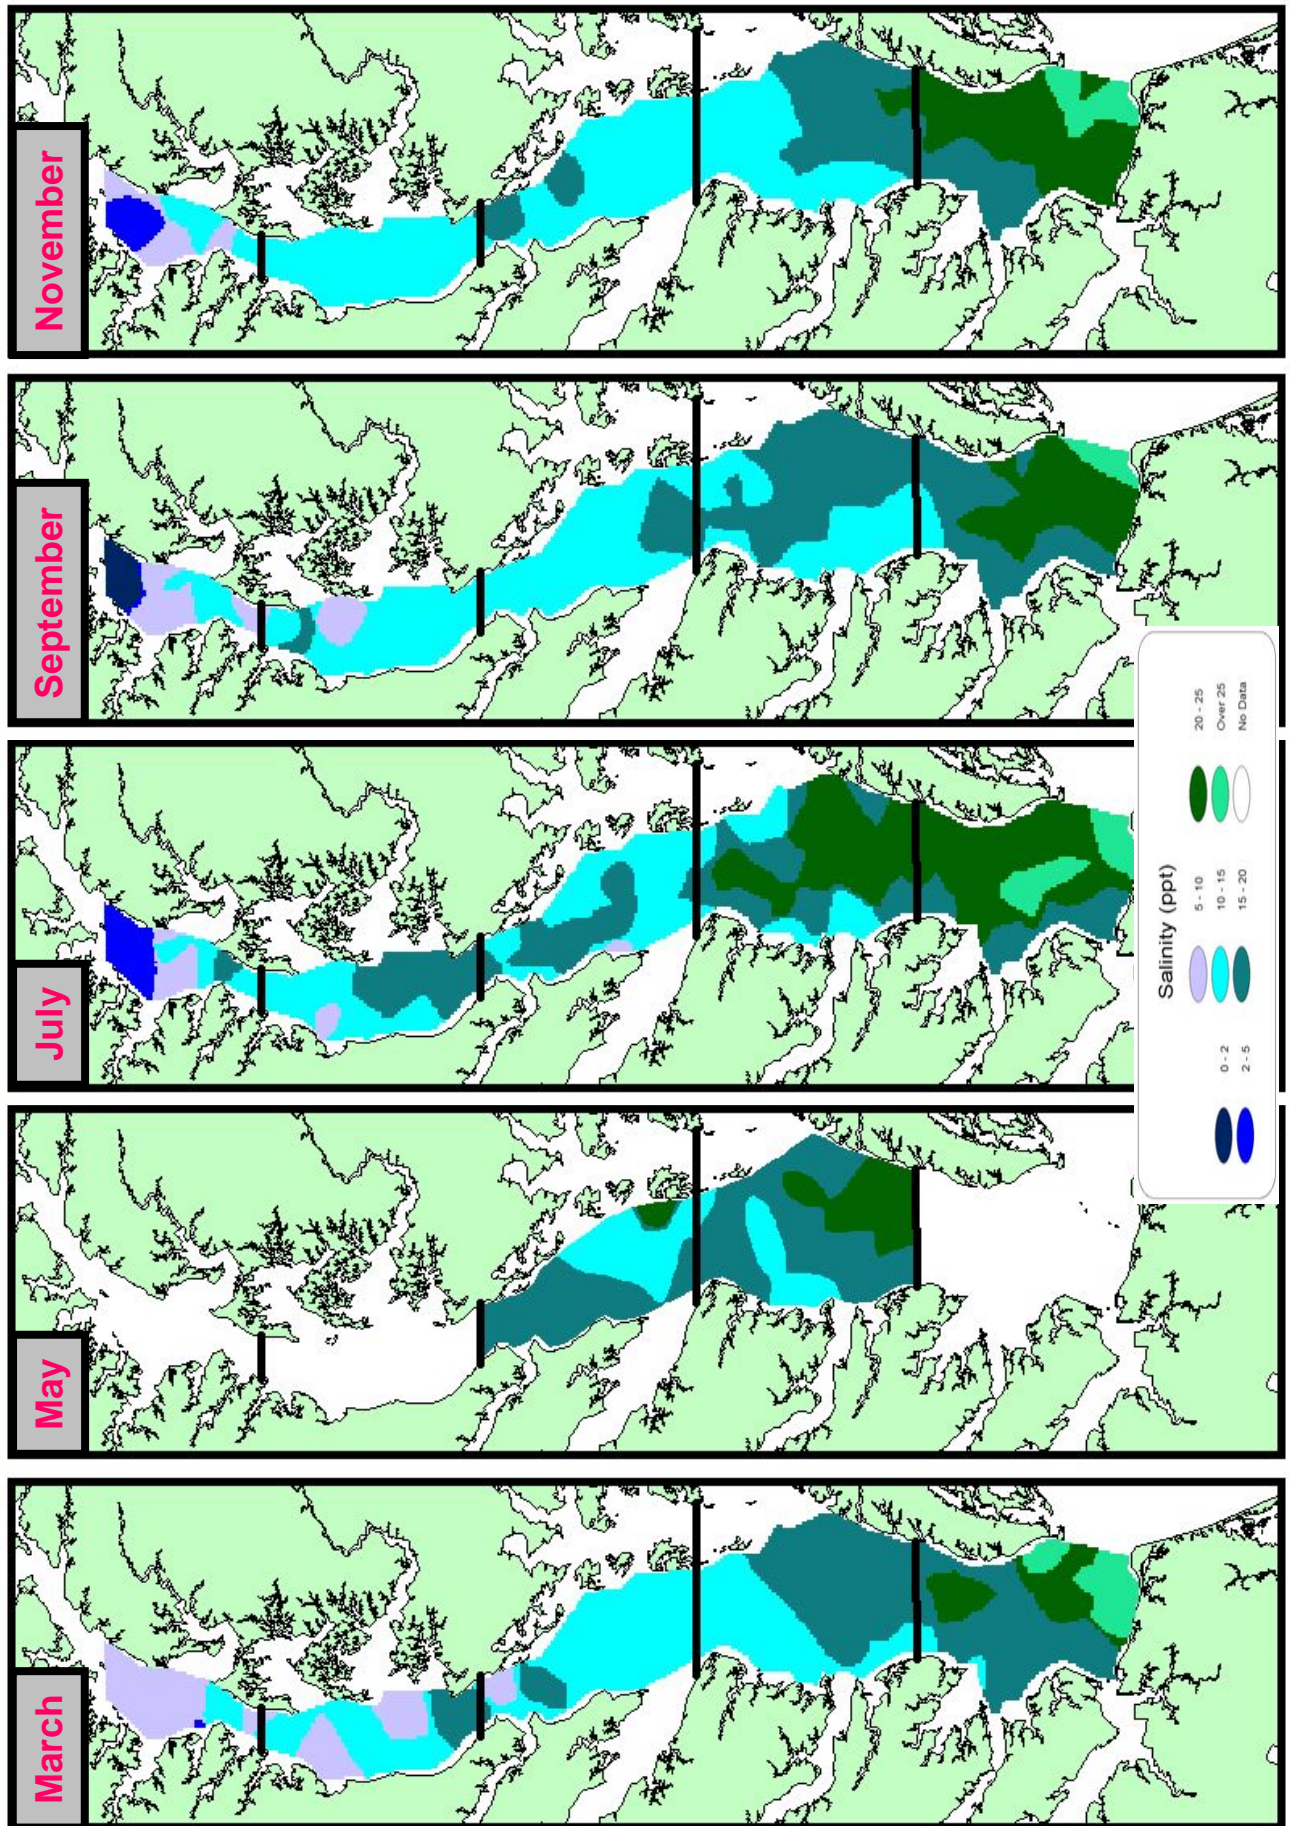 March
May
July
September
November
Salinity (ppt)
0 - 2
2 - 5
5 - 10
10 - 15
15 - 20
20 - 25
Over 25
No Data